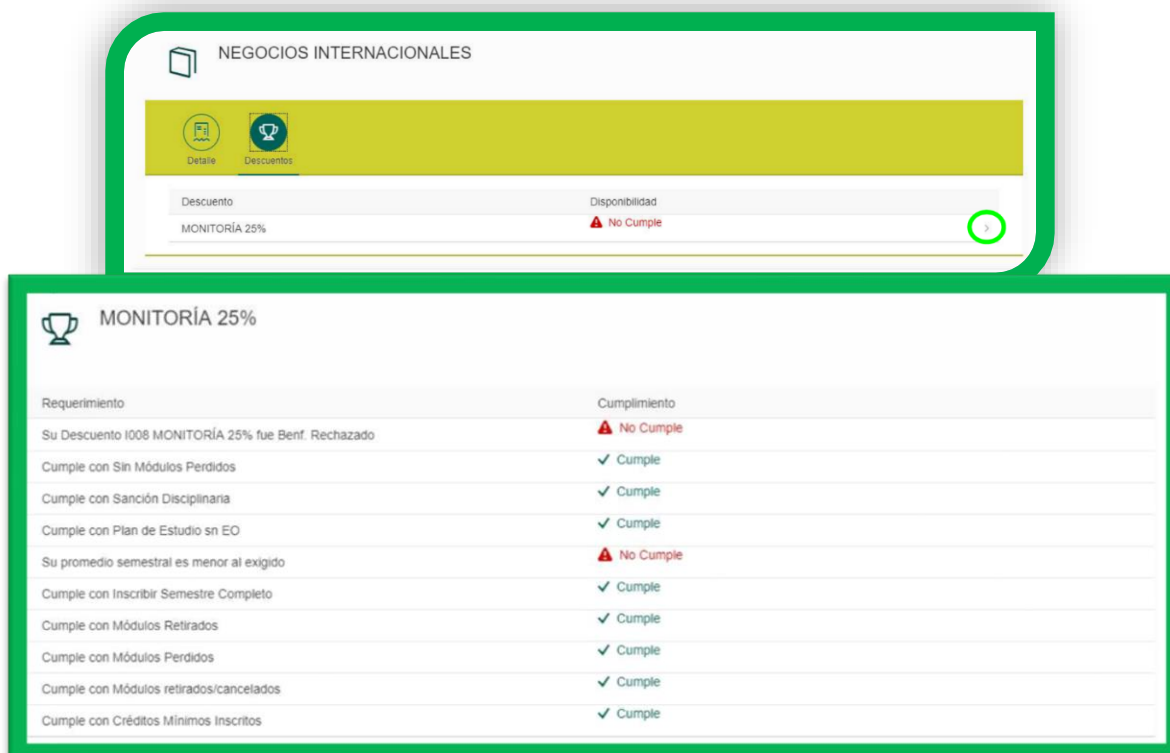 NEGOCIOS INTERNACIONALES
Detalle Descuentos
Descuento Disponibilidad
MONITORÍA 25% No Cumple
MONITORÍA 25%
Requerimiento Cumplimiento
Su Descuento I008 MONITORÍA 25% fue Benf. Rechazado No Cumple
Cumple con Sin Módulos Perdidos Cumple
Cumple con Sanción Disciplinaria Cumple
Cumple con Plan de Estudio sn EO Cumple
Su promedio semestral es menor al exigido No Cumple
Cumple con Inscribir Semestre Completo Cumple
Cumple con Módulos Retirados Cumple
Cumple con Módulos Perdidos Cumple
Cumple con Módulos retirados/cancelados Cumple
Cumple con Créditos Mínimos Inscritos Cumple